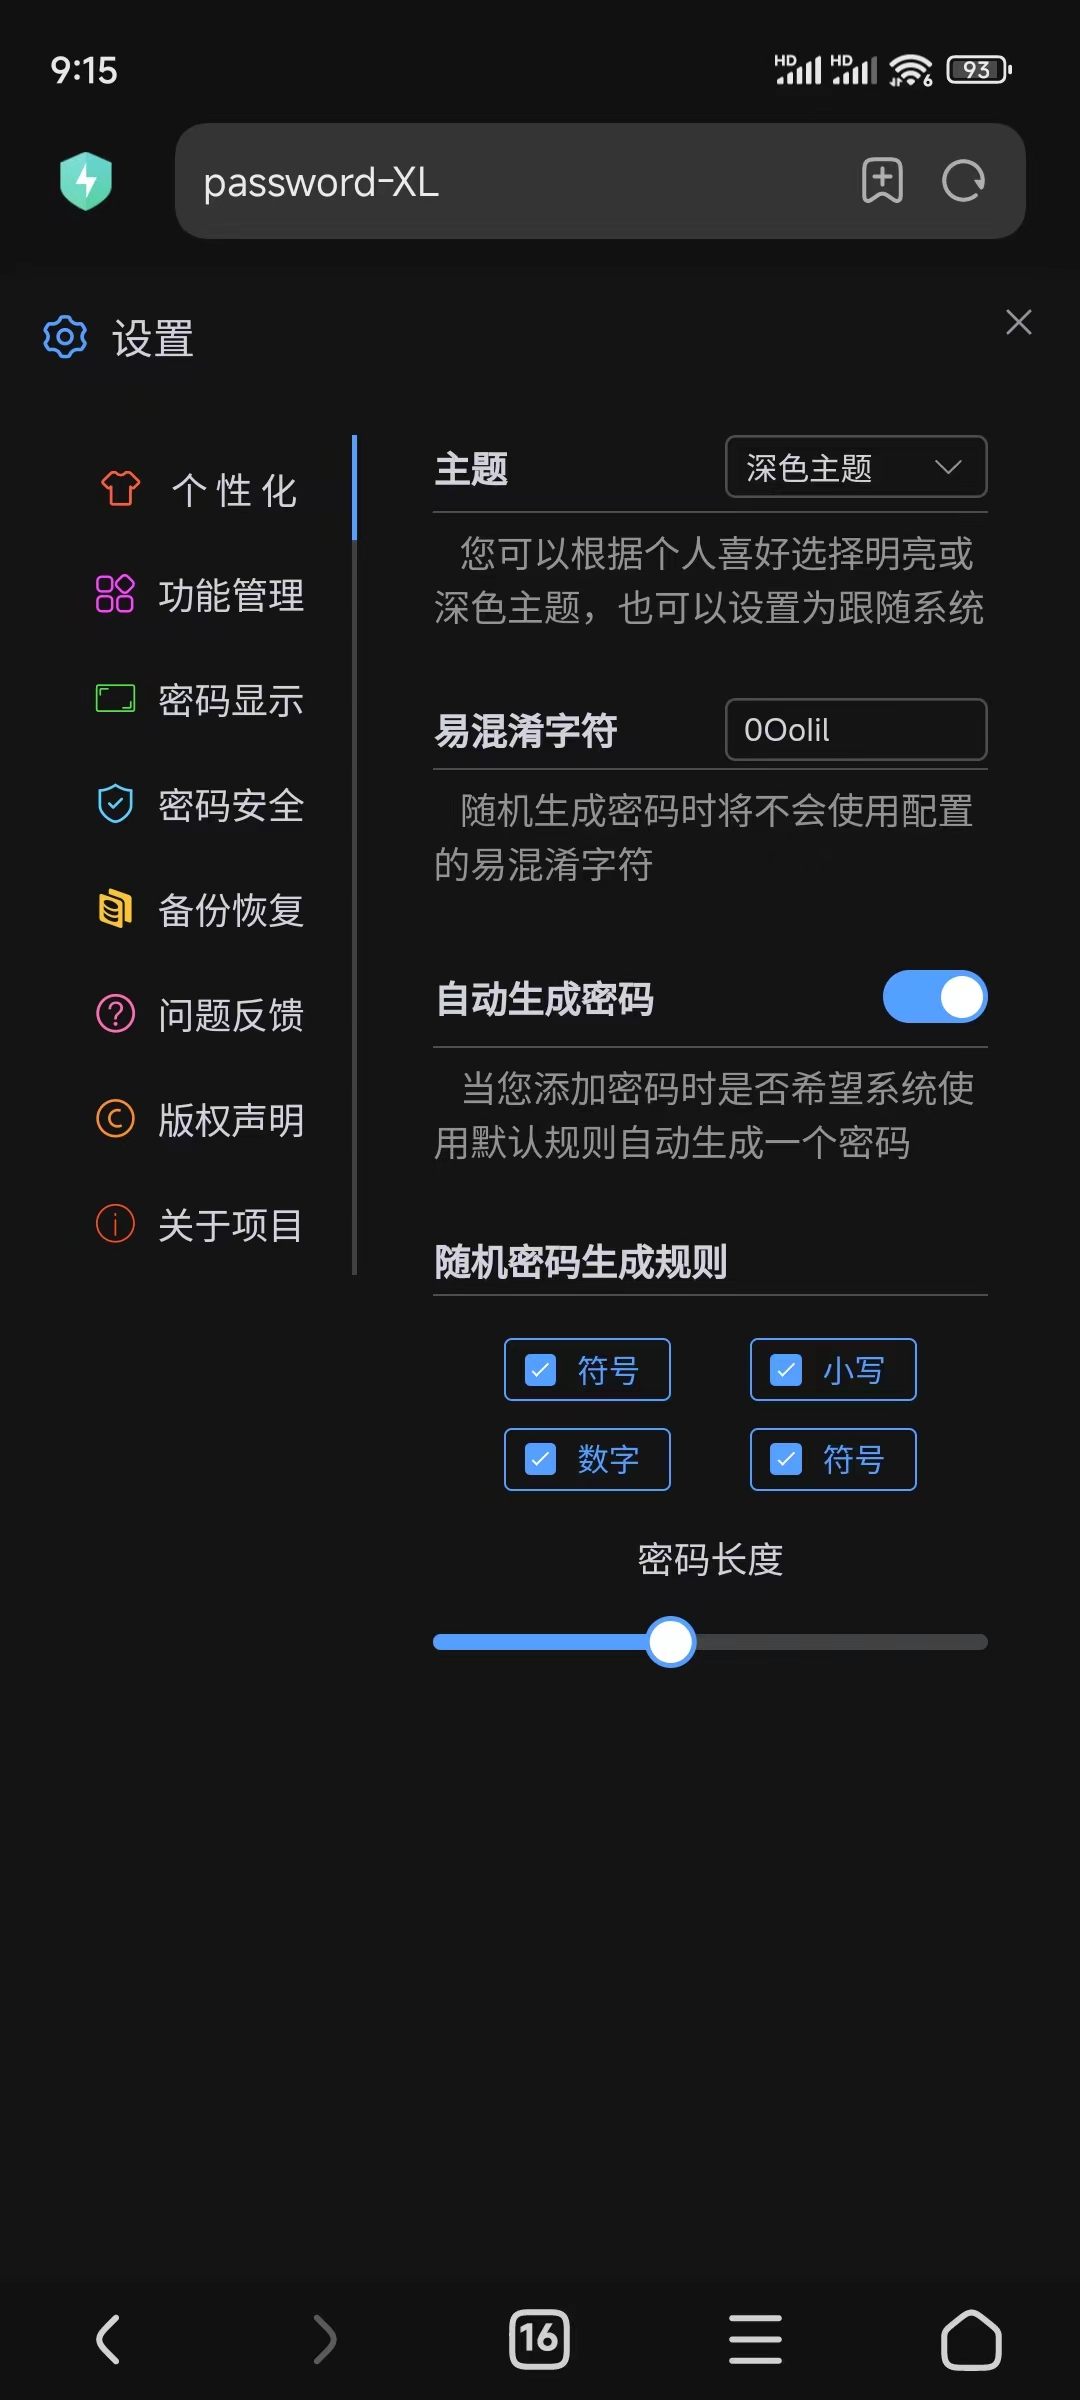 9:15
HD HD 6 93
password-XL
设置
个性化
功能管理
密码显示
密码安全
备份恢复
问题反馈
版权声明
关于项目
主题
深色主题
您可以根据个人喜好选择明亮或
深色主题，也可以设置为跟随系统
易混淆字符
0OoIil
随机生成密码时将不会使用配置
的易混淆字符
自动生成密码
当您添加密码时是否希望系统使
用默认规则自动生成一个密码
随机密码生成规则
符号
小写
数字
符号
密码长度
16